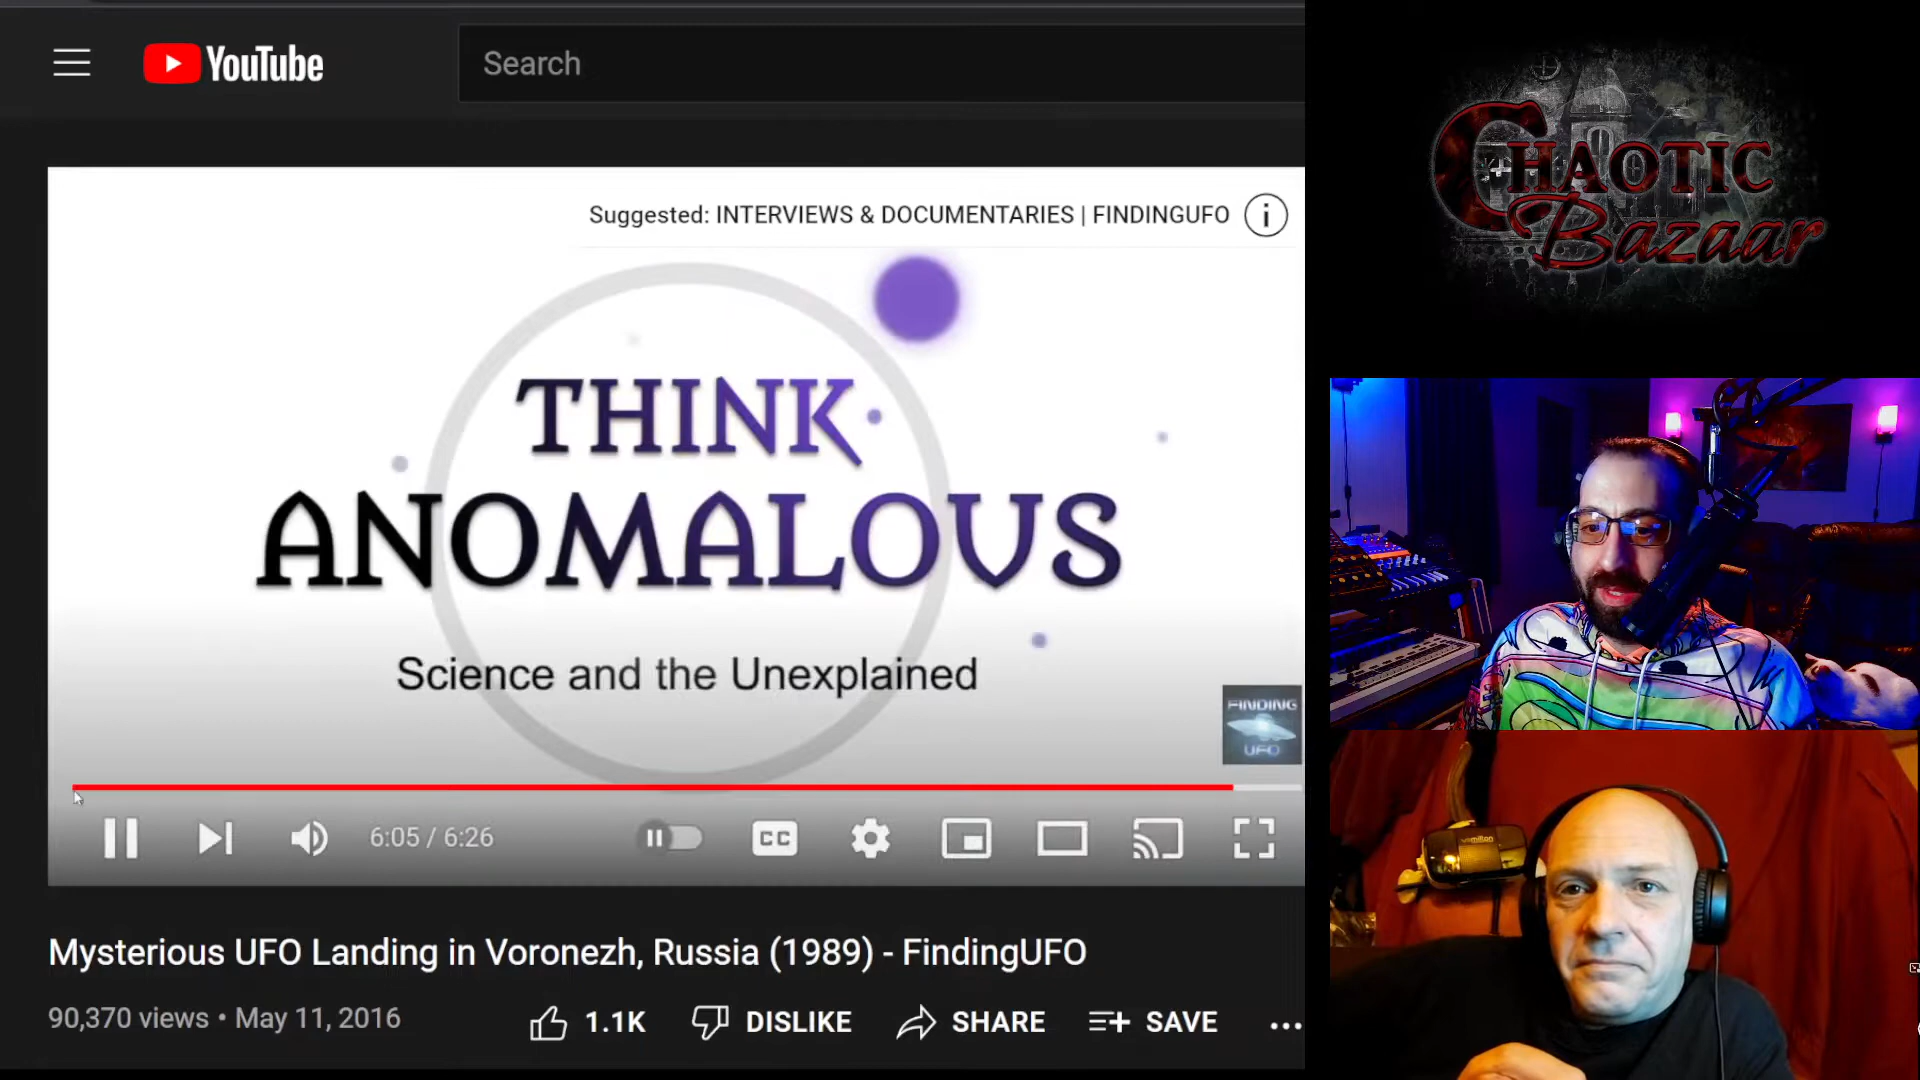 YouTube
Search
Suggested: INTERVIEWS & DOCUMENTARIES | FINDINGUFO
THINK
ANOMALOUS
Science and the Unexplained
FINDING
UFO
6:05 / 6:26
CC
Mysterious UFO Landing in Voronezh, Russia (1989) - FindingUFO
90,370 views • May 11, 2016
1.1K
DISLIKE
SHARE
SAVE
CHAOTIC
Bazaar